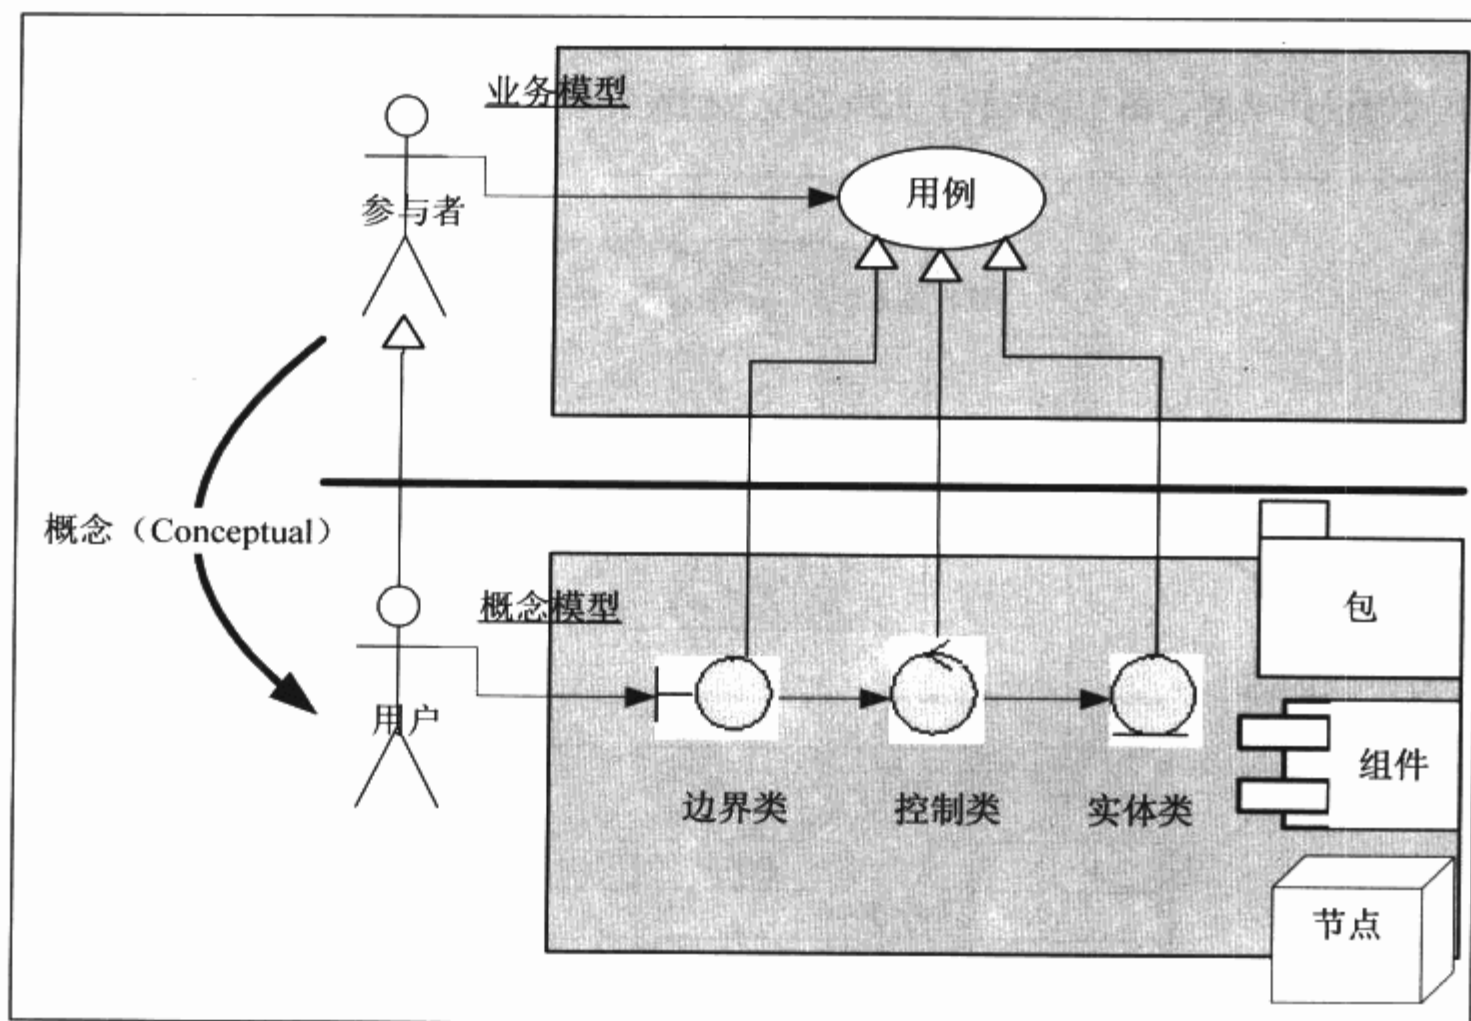 业务模型
参与者
用例
概念（Conceptual）
概念模型
用户
边界类
控制类
实体类
包
组件
节点